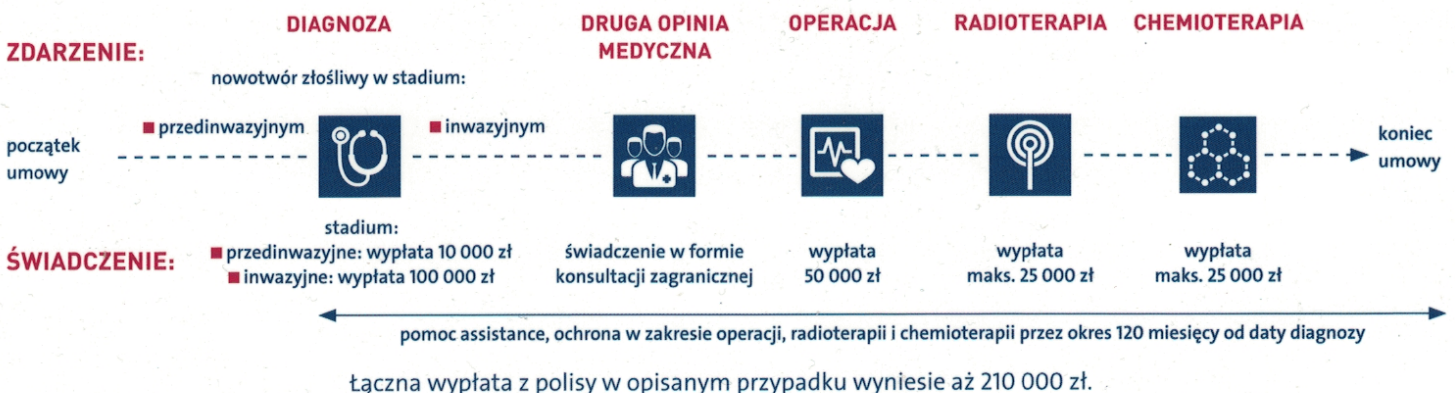 DIAGNOZA
DRUGA OPINIA
MEDYCZNA
OPERACJA
RADIOTERAPIA
CHEMIOTERAPIA
ZDARZENIE:
nowotwór złośliwy w stadium:
■ przedinwazyjnym
■ inwazyjnym
początek
umowy
koniec
umowy
ŚWIADCZENIE:
stadium:
■ przedinwazyjne: wypłata 10 000 zł
■ inwazyjne: wypłata 100 000 zł
świadczenie w formie
konsultacji zagranicznej
wypłata
50 000 zł
wypłata
maks. 25 000 zł
wypłata
maks. 25 000 zł
pomoc assistance, ochrona w zakresie operacji, radioterapii i chemioterapii przez okres 120 miesięcy od daty diagnozy
Łączna wypłata z polisy w opisanym przypadku wyniesie aż 210 000 zł.